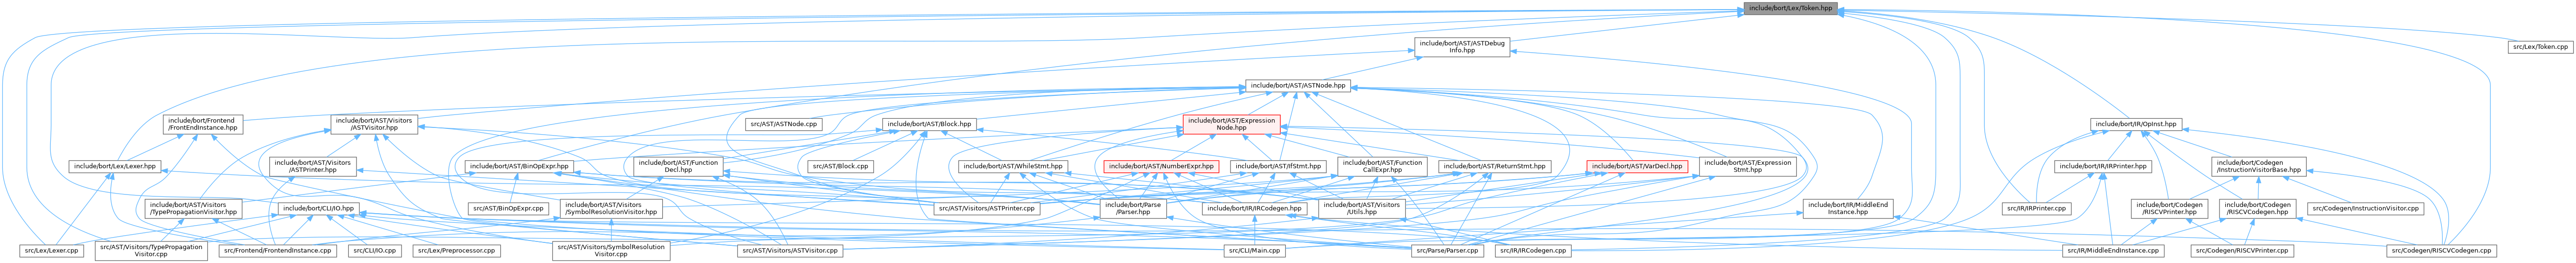 include/bort/Lex/Token.hpp
include/bort/AST/ASTDebug
Info.hpp
src/Lex/Token.cpp
include/bort/AST/ASTNode.hpp
include/bort/Frontend
/FrontEndInstance.hpp
include/bort/AST/Visitors
/ASTVisitor.hpp
src/AST/ASTNode.cpp
include/bort/AST/Block.hpp
include/bort/AST/Expression
Node.hpp
include/bort/IR/OpInst.hpp
include/bort/Lex/Lexer.hpp
include/bort/AST/Visitors
/ASTPrinter.hpp
include/bort/AST/BinOpExpr.hpp
include/bort/AST/Function
Decl.hpp
src/AST/Block.cpp
include/bort/AST/WhileStmt.hpp
include/bort/AST/NumberExpr.hpp
include/bort/AST/IfStmt.hpp
include/bort/AST/Function
CallExpr.hpp
include/bort/AST/ReturnStmt.hpp
include/bort/AST/VarDecl.hpp
include/bort/AST/Expression
Stmt.hpp
include/bort/IR/IRPrinter.hpp
include/bort/Codegen
/InstructionVisitorBase.hpp
include/bort/AST/Visitors
/TypePropagationVisitor.hpp
include/bort/CLI/IO.hpp
src/AST/BinOpExpr.cpp
include/bort/AST/Visitors
/SymbolResolutionVisitor.hpp
src/AST/Visitors/ASTPrinter.cpp
include/bort/Parse
/Parser.hpp
include/bort/IR/IRCodegen.hpp
include/bort/AST/Visitors
/Utils.hpp
include/bort/IR/MiddleEnd
Instance.hpp
src/IR/IRPrinter.cpp
include/bort/Codegen
/RISCVPrinter.hpp
include/bort/Codegen
/RISCVCodegen.hpp
src/Codegen/InstructionVisitor.cpp
src/Lex/Lexer.cpp
src/AST/Visitors/TypePropagation
Visitor.cpp
src/Frontend/FrontendInstance.cpp
src/CLI/IO.cpp
src/Lex/Preprocessor.cpp
src/AST/Visitors/SymbolResolution
Visitor.cpp
src/AST/Visitors/ASTVisitor.cpp
src/CLI/Main.cpp
src/Parse/Parser.cpp
src/IR/IRCodegen.cpp
src/IR/MiddleEndInstance.cpp
src/Codegen/RISCVPrinter.cpp
src/Codegen/RISCVCodegen.cpp